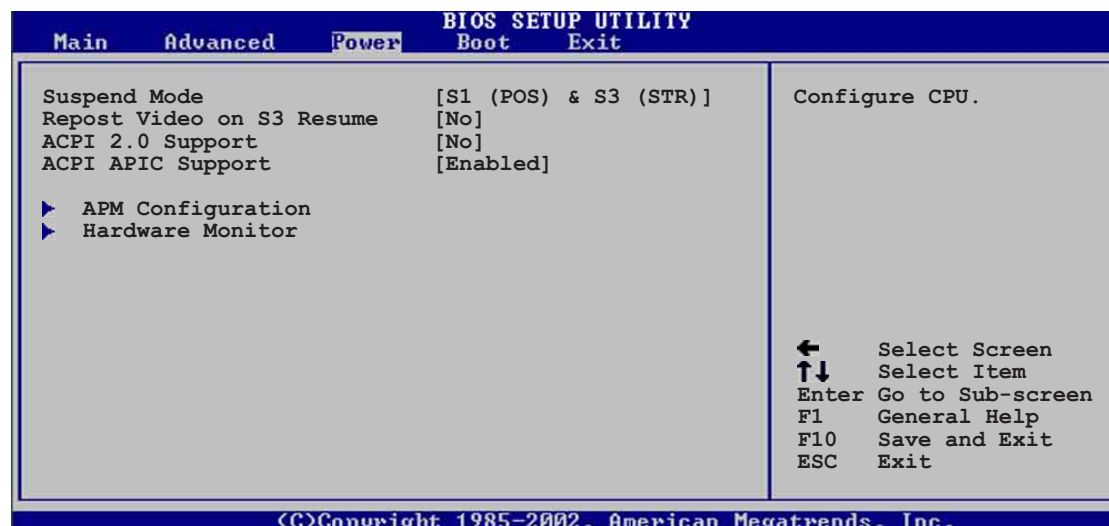 BIOS SETUP UTILITY
Main Advanced Power Boot Exit
Suspend Mode [S1 (POS) & S3 (STR)]
Repost Video on S3 Resume [No]
ACPI 2.0 Support [No]
ACPI APIC Support [Enabled]
APM Configuration
Hardware Monitor
Configure CPU.
Select Screen
Select Item
Enter Go to Sub-screen
F1 General Help
F10 Save and Exit
ESC Exit
(C)Copyright 1985-2002, American Megatrends, Inc.